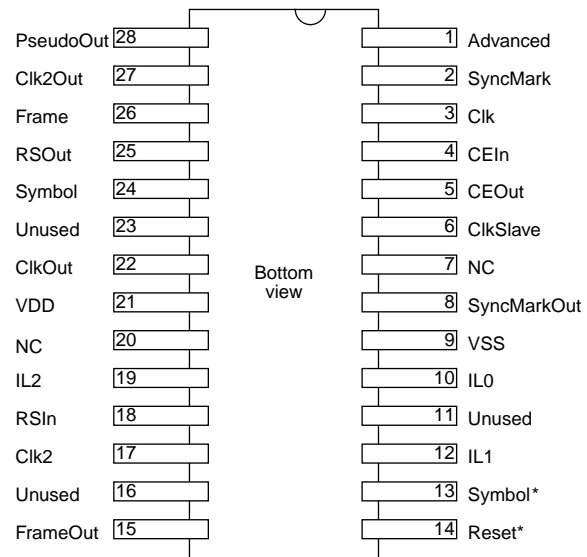 PseudoOut 28 1 Advanced
Clk2Out 27 2 SyncMark
Frame 26 3 Clk
RSOut 25 4 CEIn
Symbol 24 5 CEOut
Unused 23 6 ClkSlave
ClkOut 22 7 NC
Bottom
view
VDD 21 8 SyncMarkOut
NC 20 9 VSS
IL2 19 10 IL0
RSIn 18 11 Unused
Clk2 17 12 IL1
Unused 16 13 Symbol*
FrameOut 15 14 Reset*